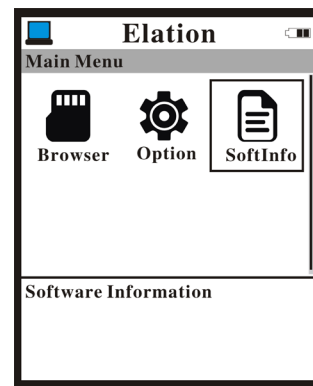 Elation
Main Menu
Browser Option SoftInfo
Software Information